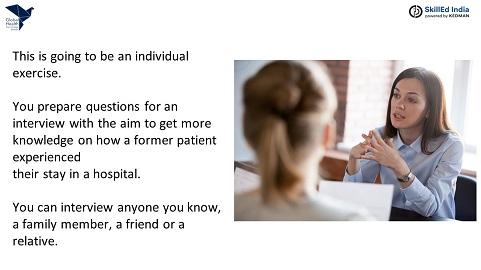 Global
Health
SkillEd India
powered by KEDMAN
This is going to be an individual
exercise.
You prepare questions for an
interview with the aim to get more
knowledge on how a former patient
experienced
their stay in a hospital.
You can interview anyone you know,
a family member, a friend or a
relative.